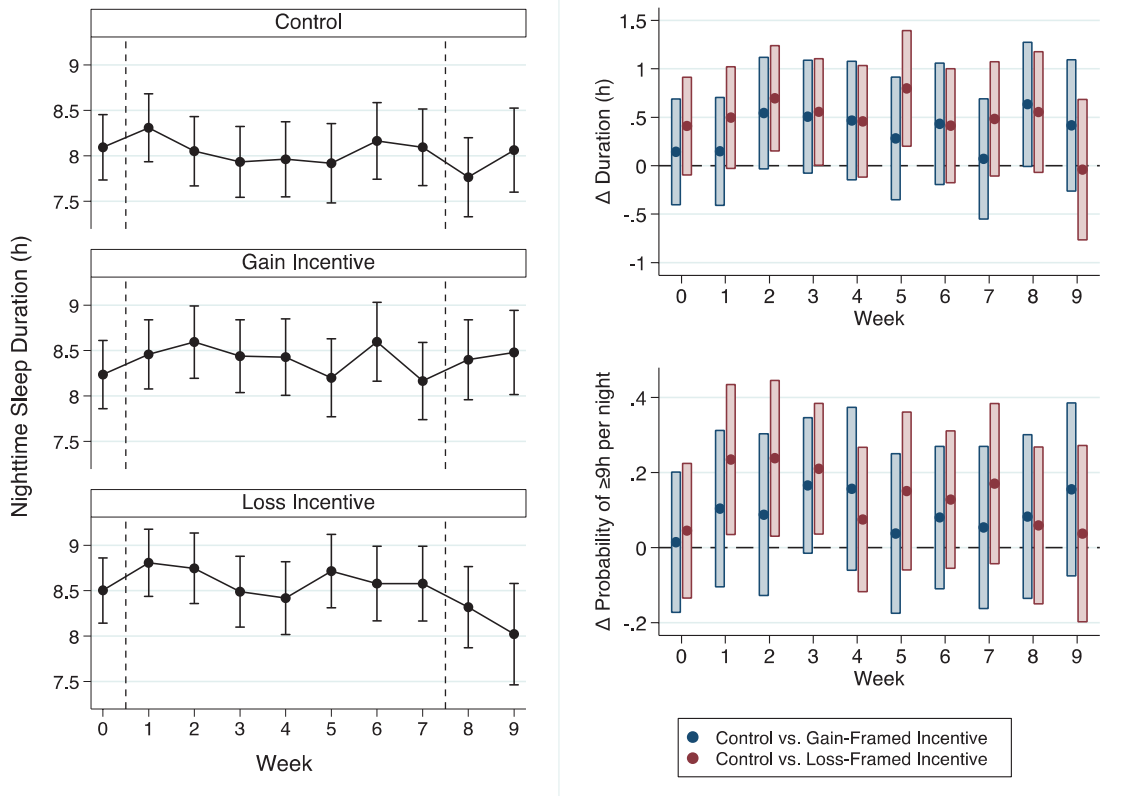 Control
9
8.5
8
7.5
Gain Incentive
9
8.5
8
7.5
Loss Incentive
9
8.5
8
7.5
0 1 2 3 4 5 6 7 8 9
Week
Nighttime Sleep Duration (h)
1.5
1
.5
0
-.5
-1
Δ Duration (h)
0 1 2 3 4 5 6 7 8 9
Week
.4
.2
0
-.2
Δ Probability of ≥9h per night
0 1 2 3 4 5 6 7 8 9
Week
Control vs. Gain-Framed Incentive
Control vs. Loss-Framed Incentive